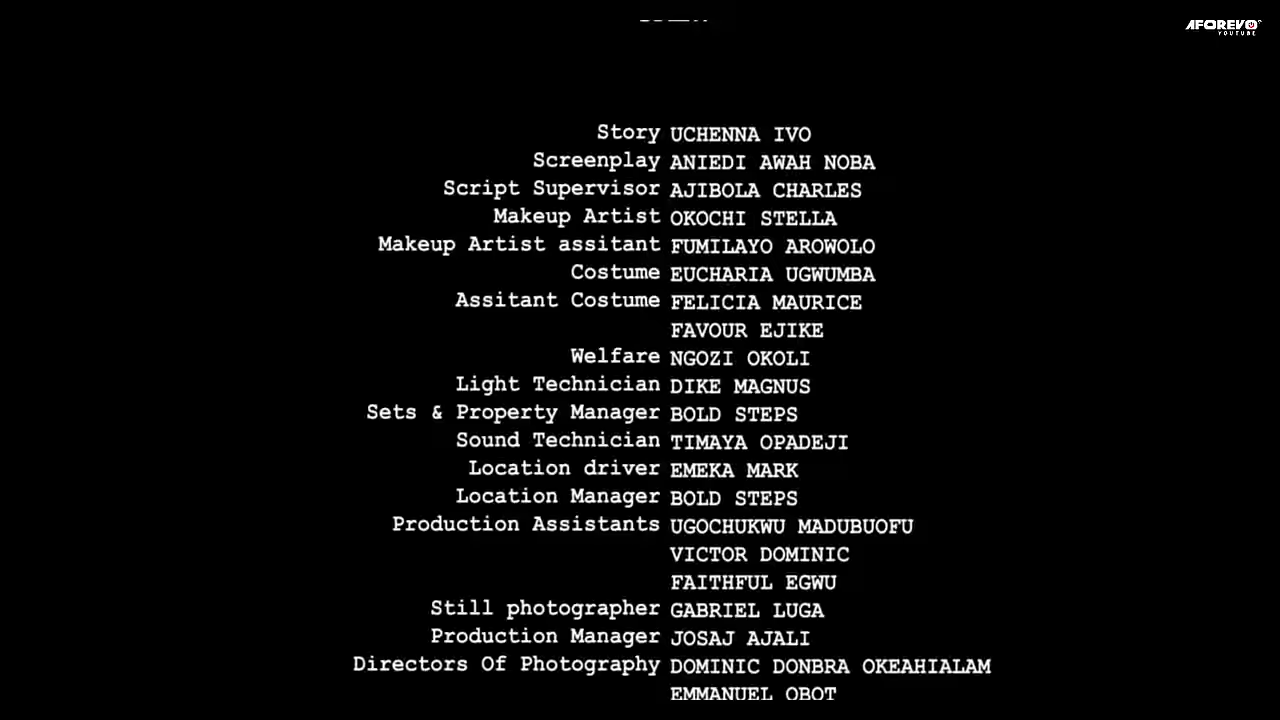 AFOREVO
YOUTUBE
Story UCHENNA IVO
Screenplay ANIEDI AWAH NOBA
Script Supervisor AJIBOLA CHARLES
Makeup Artist OKOCHI STELLA
Makeup Artist assitant FUMILAYO AROWOLO
Costume EUCHARIA UGWUMBA
Assitant Costume FELICIA MAURICE
FAVOUR EJIKE
Welfare NGOZI OKOLI
Light Technician DIKE MAGNUS
Sets & Property Manager BOLD STEPS
Sound Technician TIMAYA OPADEJI
Location driver EMEKA MARK
Location Manager BOLD STEPS
Production Assistants UGOCHUKWU MADUBUOFU
VICTOR DOMINIC
FAITHFUL EGWU
Still photographer GABRIEL LUGA
Production Manager JOSAJ AJALI
Directors Of Photography DOMINIC DONBRA OKEAHIALAM
EMMANUEL OBOT